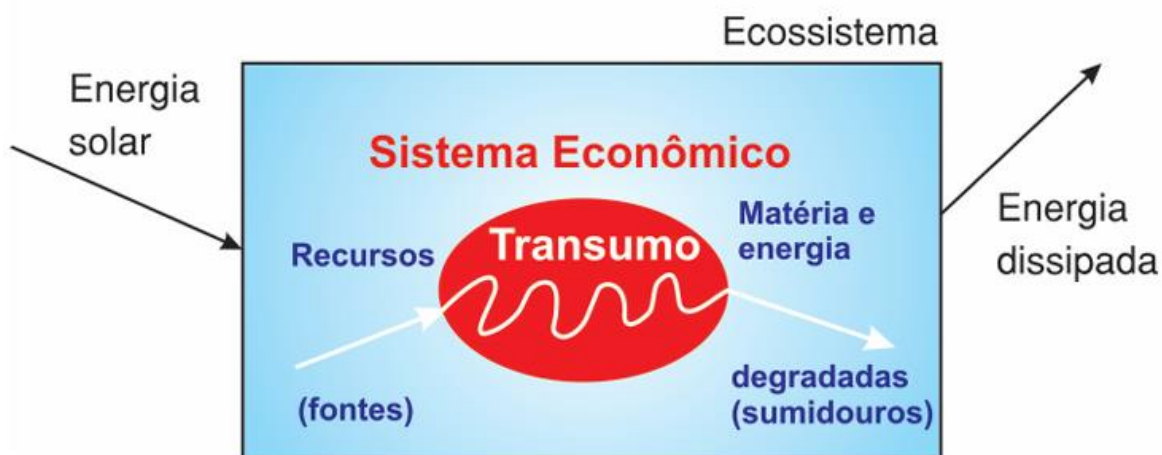 Ecossistema
Energia
solar
Sistema Econômico
Recursos
Transumo
Matéria e
energia
Energia
dissipada
(fontes)
degradadas
(sumidouros)